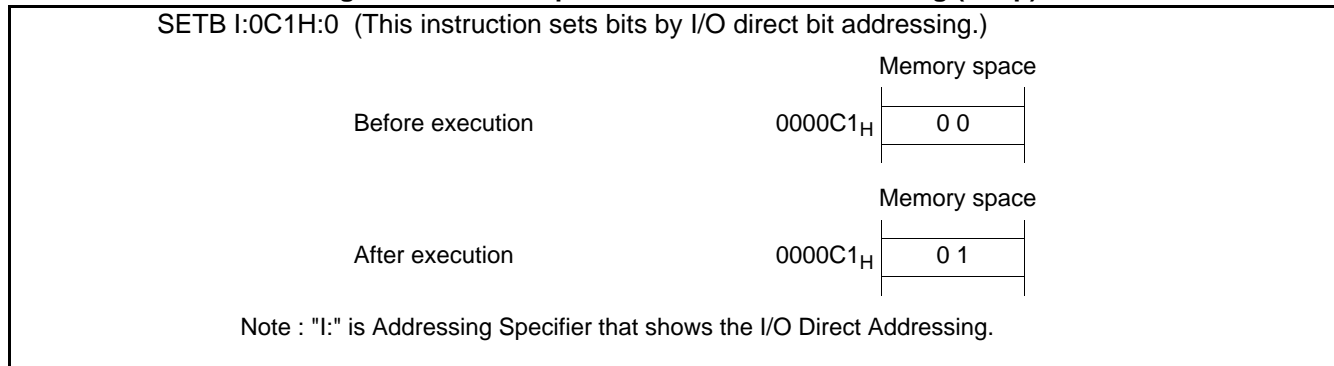 SETB I:0C1H:0 (This instruction sets bits by I/O direct bit addressing.)
Memory space
Before execution 0000C1H 0 0
Memory space
After execution 0000C1H 0 1
Note : "I:" is Addressing Specifier that shows the I/O Direct Addressing.